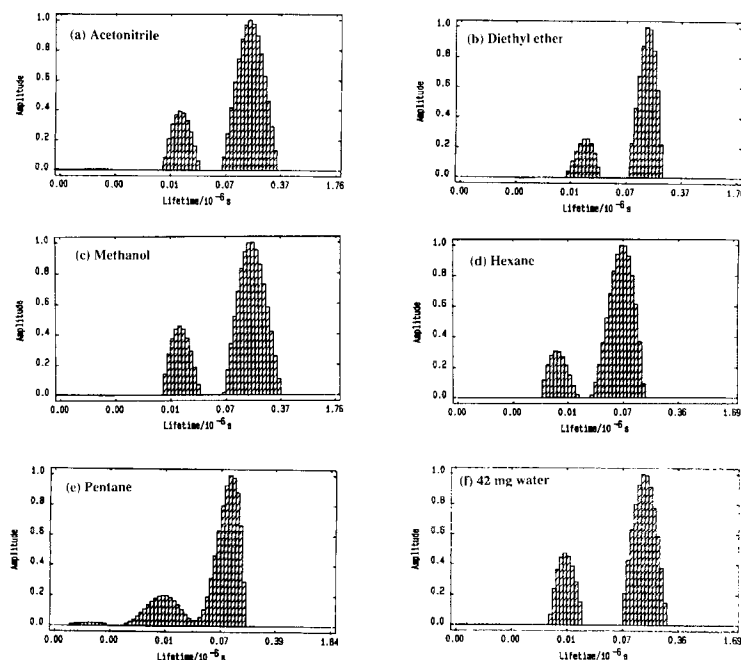 (a) Acetonitrile
Amplitude
1.0
0.8
0.6
0.4
0.2
0.0
0.00 0.00 0.01 0.07 0.37 1.76
Lifetime/10⁻⁶ s
(b) Diethyl ether
Amplitude
1.0
0.8
0.6
0.4
0.2
0.0
0.00 0.00 0.01 0.07 0.37 1.76
Lifetime/10⁻⁶ s
(c) Methanol
Amplitude
1.0
0.8
0.6
0.4
0.2
0.0
0.00 0.00 0.01 0.07 0.37 1.76
Lifetime/10⁻⁶ s
(d) Hexane
Amplitude
1.0
0.8
0.6
0.4
0.2
0.0
0.00 0.00 0.01 0.07 0.36 1.69
Lifetime/10⁻⁶ s
(e) Pentane
Amplitude
1.0
0.8
0.6
0.4
0.2
0.0
0.00 0.00 0.01 0.07 0.39 1.84
Lifetime/10⁻⁶ s
(f) 42 mg water
Amplitude
1.0
0.8
0.6
0.4
0.2
0.0
0.00 0.00 0.01 0.07 0.36 1.69
Lifetime/10⁻⁶ s